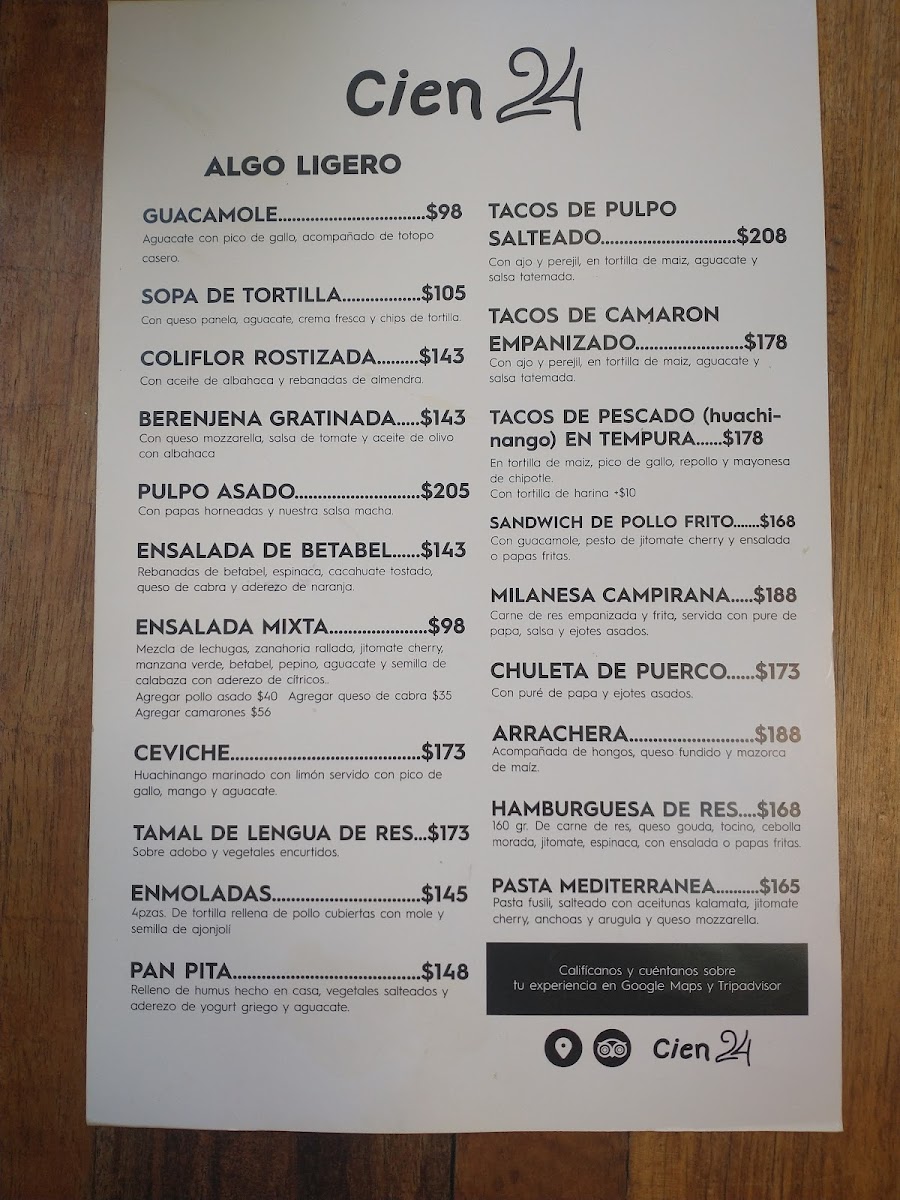 Cien 24
ALGO LIGERO
GUACAMOLE................................$98
Aguacate con pico de gallo, acompañado de totopo
casero.
SOPA DE TORTILLA.................$105
Con queso panela, aguacate, crema fresca y chips de tortilla.
COLIFLOR ROSTIZADA.........$143
Con aceite de albahaca y rebanadas de almendra.
BERENJENA GRATINADA.....$143
Con queso mozzarella, salsa de tomate y aceite de olivo
con albahaca
PULPO ASADO...........................$205
Con papas horneadas y nuestra salsa macha.
ENSALADA DE BETABEL......$143
Rebanadas de betabel, espinaca, cacahuate tostado,
queso de cabra y aderezo de naranja.
ENSALADA MIXTA.....................$98
Mezcla de lechugas, zanahoria rallada, jitomate cherry,
manzana verde, betabel, pepino, aguacate y semilla de
calabaza con aderezo de cítricos..
Agregar pollo asado $40 Agregar queso de cabra $35
Agregar camarones $56
CEVICHE.........................................$173
Huachinango marinado con limón servido con pico de
gallo, mango y aguacate.
TAMAL DE LENGUA DE RES...$173
Sobre adobo y vegetales encurtidos.
ENMOLADAS................................$145
4pzas. De tortilla rellena de pollo cubiertas con mole y
semilla de ajonjolí
PAN PITA........................................$148
Relleno de humus hecho en casa, vegetales salteados y
aderezo de yogurt griego y aguacate.
TACOS DE PULPO
SALTEADO.............................$208
Con ajo y perejil, en tortilla de maiz, aguacate y
salsa tatemada.
TACOS DE CAMARON
EMPANIZADO.......................$178
Con ajo y perejil, en tortilla de maiz, aguacate y
salsa tatemada.
TACOS DE PESCADO (huachi-
nango) EN TEMPURA......$178
En tortilla de maiz, pico de gallo, repollo y mayonesa
de chipotle.
Con tortilla de harina +$10
SANDWICH DE POLLO FRITO.......$168
Con guacamole, pesto de jitomate cherry y ensalada
o papas fritas.
MILANESA CAMPIRANA.....$188
Carne de res empanizada y frita, servida con pure de
papa, salsa y ejotes asados.
CHULETA DE PUERCO......$173
Con puré de papa y ejotes asados.
ARRACHERA...........................$188
Acompañada de hongos, queso fundido y mazorca
de maíz.
HAMBURGUESA DE RES....$168
160 gr. De carne de res, queso gouda, tocino, cebolla
morada, jitomate, espinaca, con ensalada o papas fritas.
PASTA MEDITERRANEA..........$165
Pasta fusili, salteado con aceitunas kalamata, jitomate
cherry, anchoas y arugula y queso mozzarella.
Califícanos y cuéntanos sobre
tu experiencia en Google Maps y Tripadvisor
Cien 24